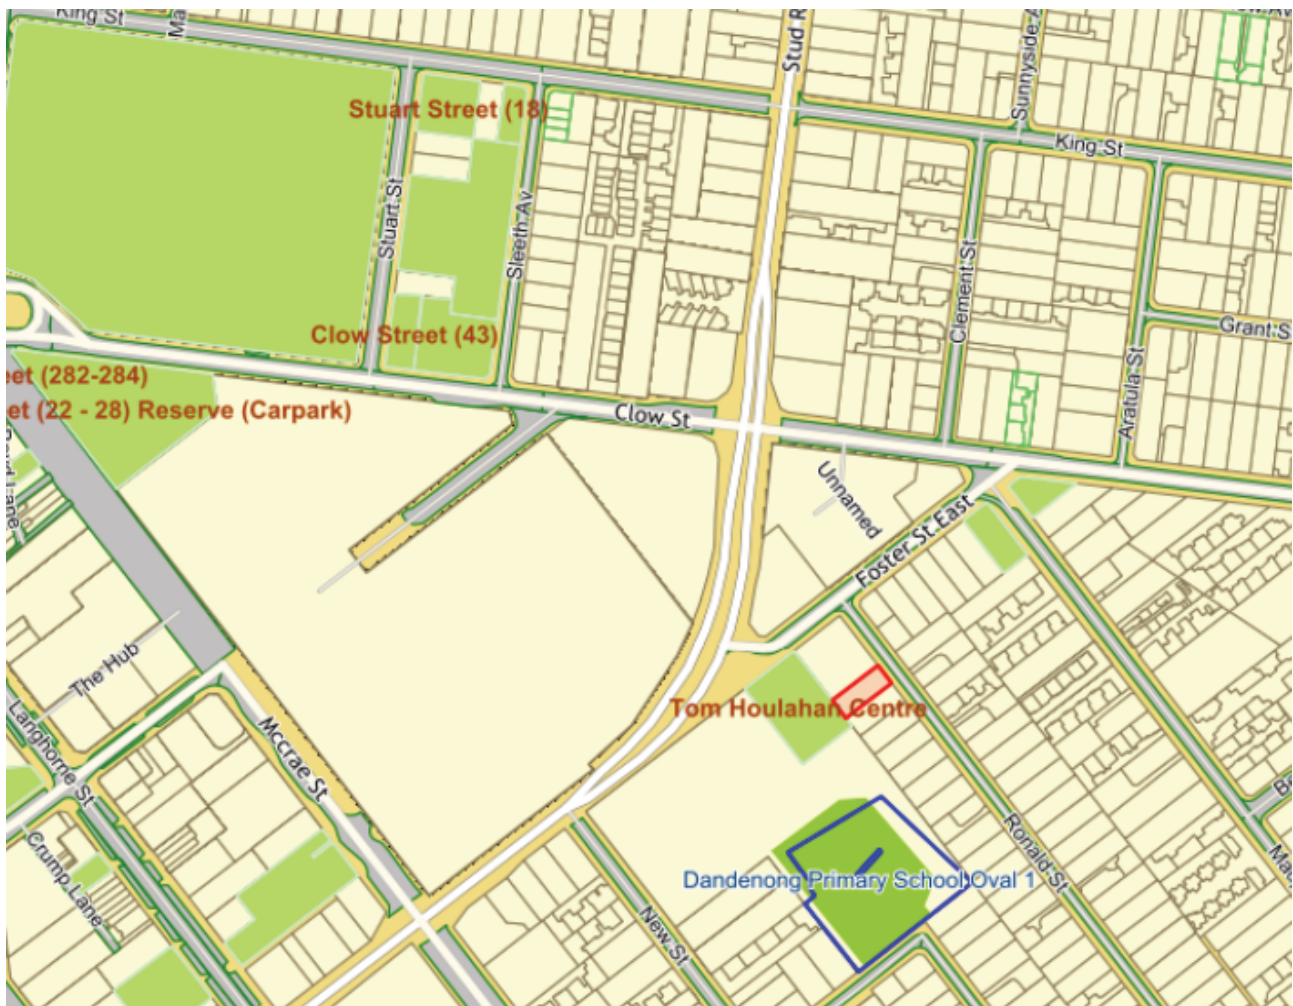 King St
Stud R
Sunnyside A
Stuart Street (18)
King St
Stuart St
Sleeth Av
Clement St
Grant S
Clow Street (43)
Aratula St
eet (282-284)
et (22 - 28) Reserve (Carpark)
Clow St
Unnamed
Foster St East
The Hub
Tom Houlahan Centre
Langhorne St
Mccrae St
Ronald St
Crump Lane
Dandenong Primary School Oval 1
New St